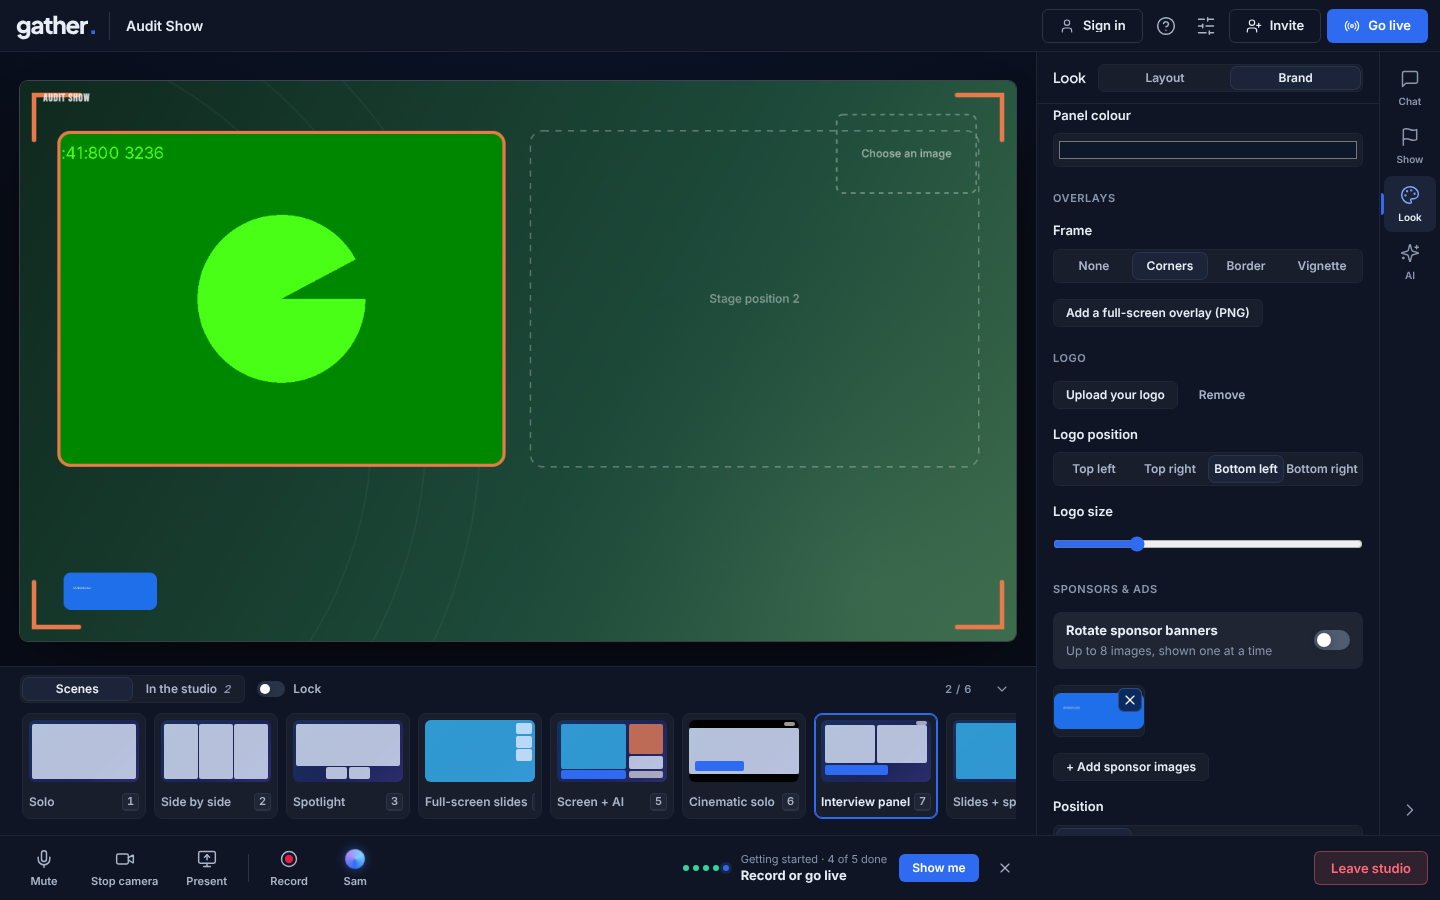 gather.
Audit Show
Sign in
Invite
Go live
AUDIT SHOW
:41:800 3236
Choose an image
Stage position 2
Look
Layout
Brand
Panel colour
OVERLAYS
Frame
None
Corners
Border
Vignette
Add a full-screen overlay (PNG)
LOGO
Upload your logo
Remove
Logo position
Top left
Top right
Bottom left
Bottom right
Logo size
SPONSORS & ADS
Rotate sponsor banners
Up to 8 images, shown one at a time
+ Add sponsor images
Position
Chat
Show
Look
AI
Scenes
In the studio 2
Lock
2 / 6
Solo 1
Side by side 2
Spotlight 3
Full-screen slides
Screen + AI 5
Cinematic solo 6
Interview panel 7
Slides + sp
Mute
Stop camera
Present
Record
Sam
Getting started · 4 of 5 done
Record or go live
Show me
Leave studio